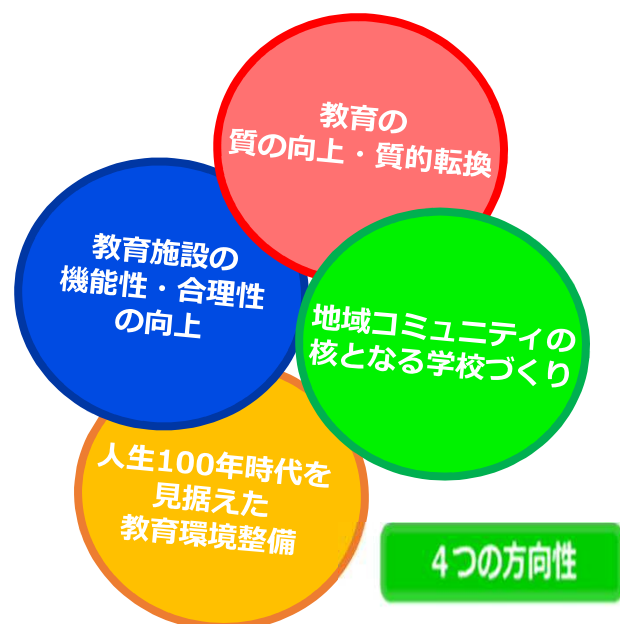 教育の
質の向上・質的転換
教育施設の
機能性・合理性
の向上
地域コミュニティの
核となる学校づくり
人生100年時代を
見据えた
教育環境整備
4つの方向性